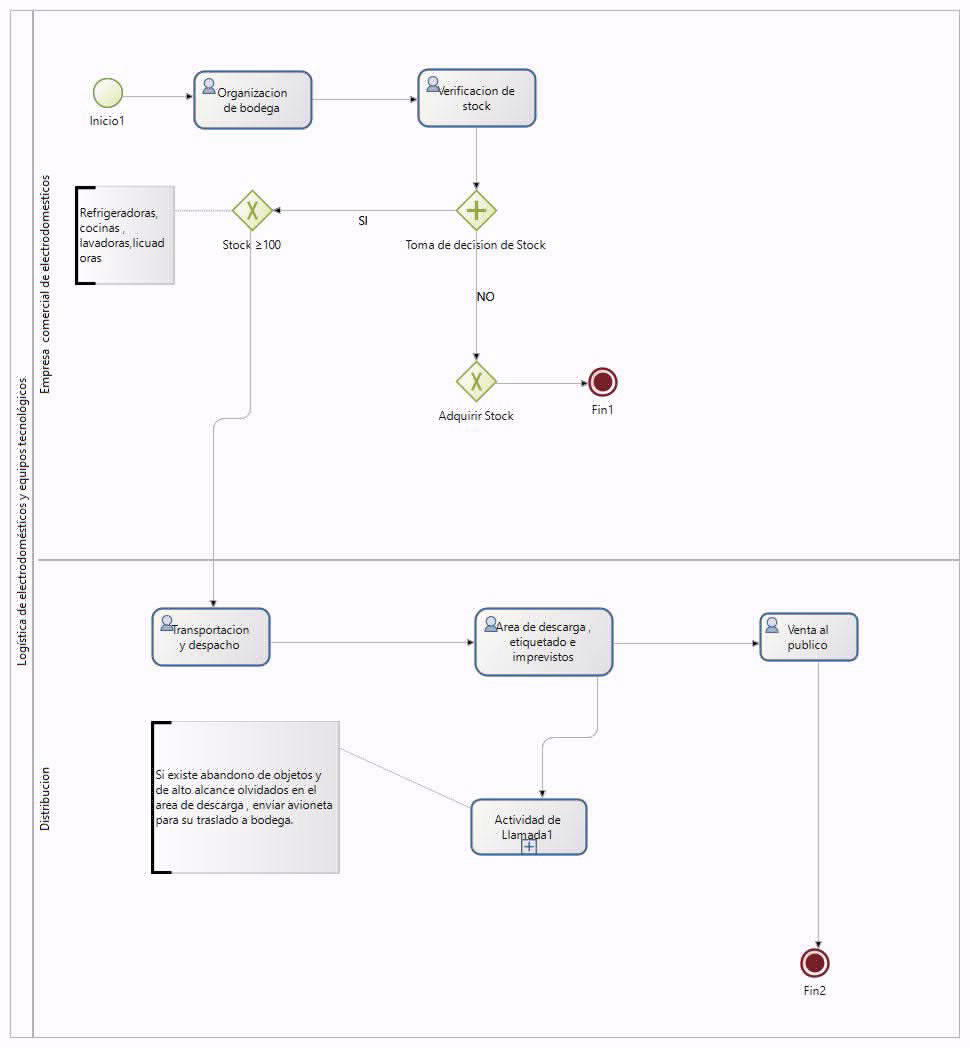 Logística de electrodomésticos y equipos tecnológicos
Empresa comercial de electrodomesticos
Inicio1
Organizacion
de bodega
Verificacion de
stock
Refrigeradoras,
cocinas ,
lavadoras,licuad
oras
Stock ≥100
SI
Toma de decision de Stock
NO
Adquirir Stock
Fin1
Distribucion
Transportacion
y despacho
Area de descarga ,
etiquetado e
imprevistos
Venta al
publico
Si existe abandono de objetos y
de alto alcance olvidados en el
area de descarga , enviar avioneta
para su traslado a bodega.
Actividad de
Llamada1
Fin2